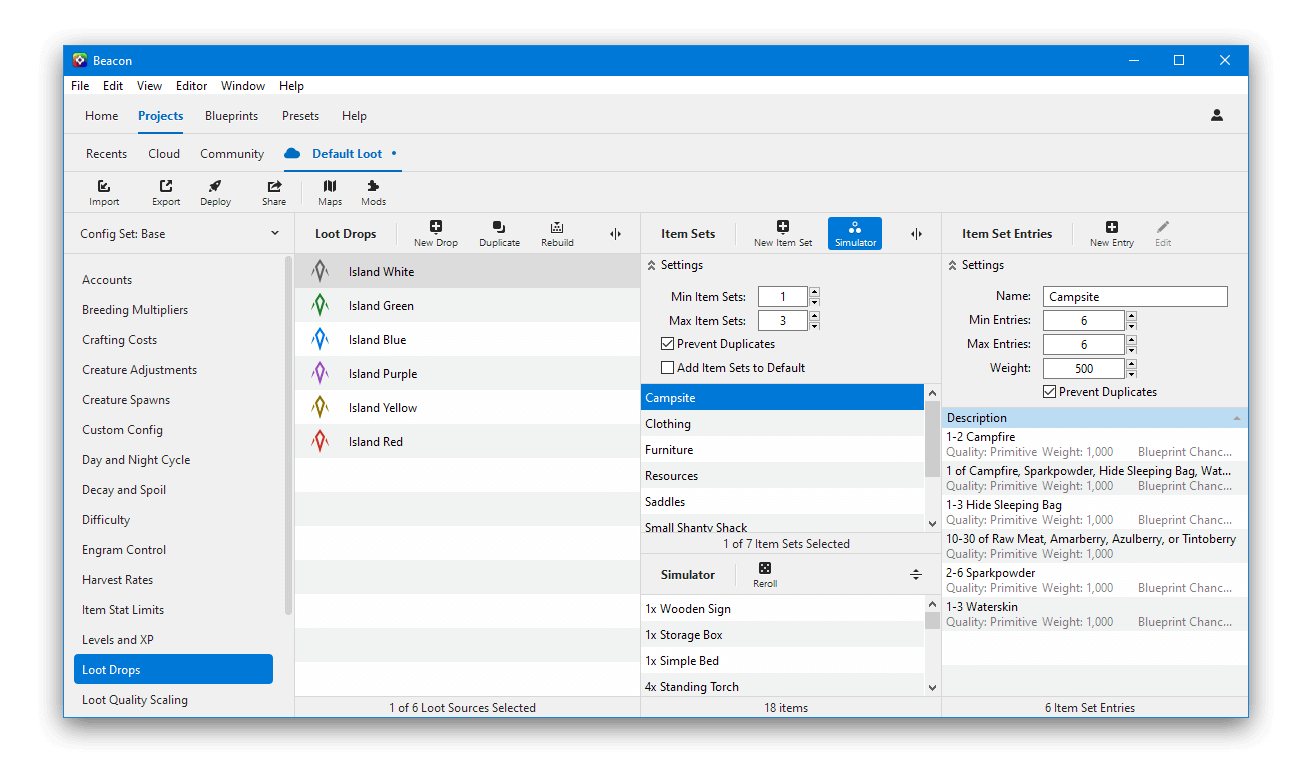 Beacon
File Edit View Editor Window Help
Home Projects Blueprints Presets Help
Recents Cloud Community Default Loot •
Import Export Deploy Share Maps Mods
Config Set: Base
Accounts
Breeding Multipliers
Crafting Costs
Creature Adjustments
Creature Spawns
Custom Config
Day and Night Cycle
Decay and Spoil
Difficulty
Engram Control
Harvest Rates
Item Stat Limits
Levels and XP
Loot Drops
Loot Quality Scaling
Loot Drops New Drop Duplicate Rebuild
Island White
Island Green
Island Blue
Island Purple
Island Yellow
Island Red
1 of 6 Loot Sources Selected
Item Sets New Item Set Simulator
Settings
Min Item Sets: 1
Max Item Sets: 3
Prevent Duplicates
Add Item Sets to Default
Campsite
Clothing
Furniture
Resources
Saddles
Small Shanty Shack
1 of 7 Item Sets Selected
Simulator Reroll
1x Wooden Sign
1x Storage Box
1x Simple Bed
4x Standing Torch
18 items
Item Set Entries New Entry Edit
Settings
Name: Campsite
Min Entries: 6
Max Entries: 6
Weight: 500
Prevent Duplicates
Description
1-2 Campfire
Quality: Primitive Weight: 1,000 Blueprint Chanc...
1 of Campfire, Sparkpowder, Hide Sleeping Bag, Wat...
Quality: Primitive Weight: 1,000 Blueprint Chanc...
1-3 Hide Sleeping Bag
Quality: Primitive Weight: 1,000 Blueprint Chanc...
10-30 of Raw Meat, Amarberry, Azulberry, or Tintoberry
Quality: Primitive Weight: 1,000
2-6 Sparkpowder
Quality: Primitive Weight: 1,000 Blueprint Chanc...
1-3 Waterskin
Quality: Primitive Weight: 1,000 Blueprint Chanc...
6 Item Set Entries